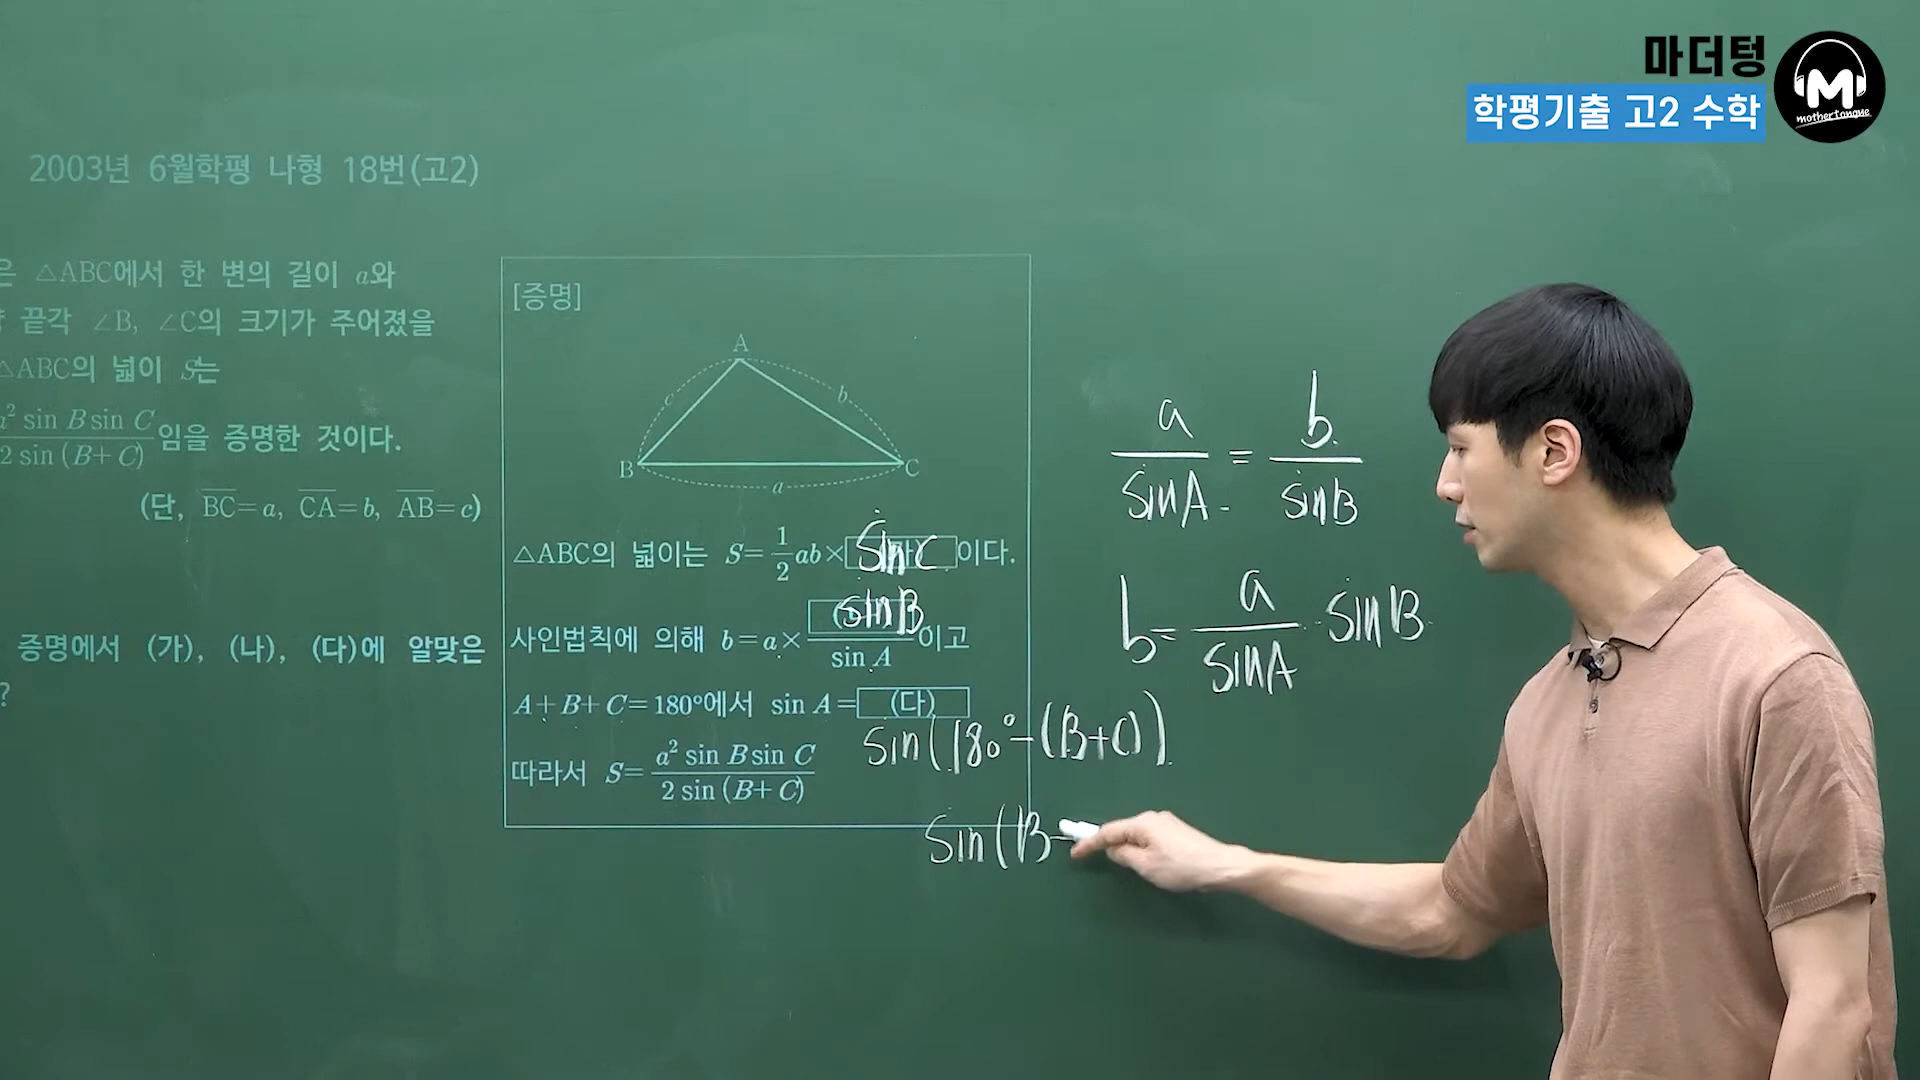 마더텅
학평기출 고2 수학
M
mothertongue
2003년 6월학평 나형 18번(고2)
은 △ABC에서 한 변의 길이 a와
끝각 ∠B, ∠C의 크기가 주어졌을
△ABC의 넓이 S는
a² sin B sin C / 2 sin (B+C) 임을 증명한 것이다.
(단, BC=a, CA=b, AB=c)
증명에서 (가), (나), (다)에 알맞은
?
[증명]
A
c
b
B
C
a
△ABC의 넓이는 S=1/2 ab× sin C 이다.
사인법칙에 의해 b=a× sin B / sin A 이고
A+B+C=180°에서 sin A= (다)
sin(180°-(B+C))
따라서 S= a² sin B sin C / 2 sin (B+C)
sin(B
a/sinA = b/sinB
b= a/sinA · sinB